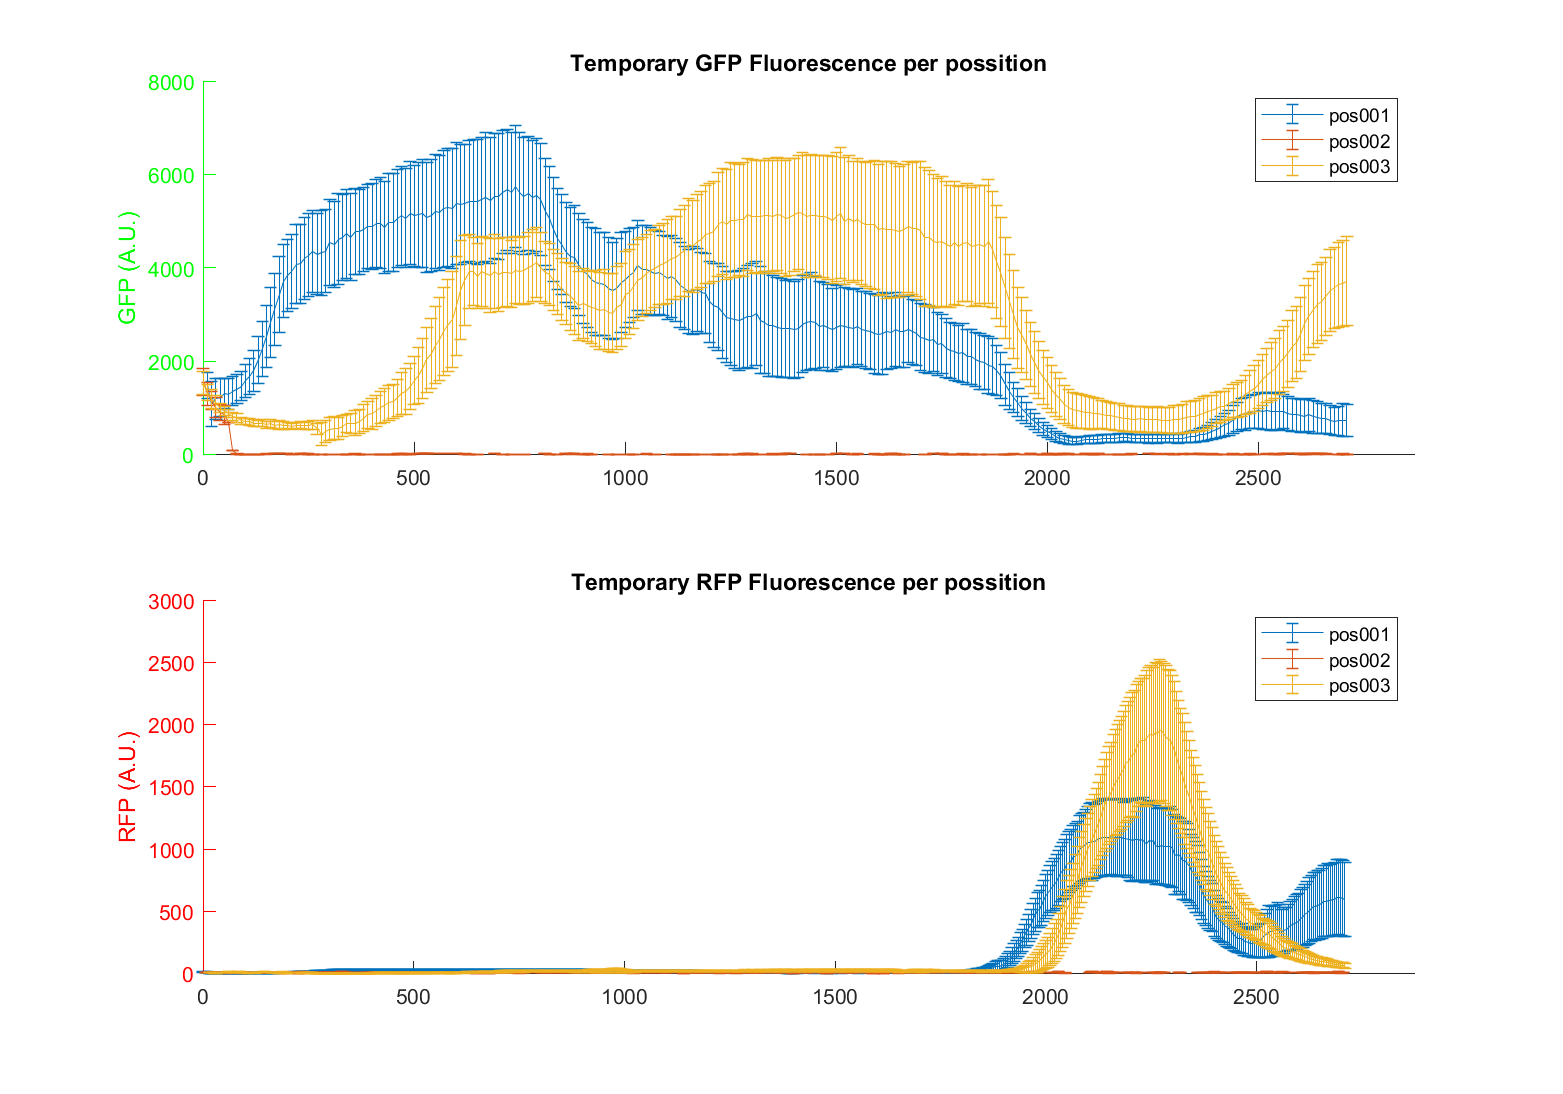 Temporary GFP Fluorescence per possition
GFP (A.U.)
8000
6000
4000
2000
0
0 500 1000 1500 2000 2500
pos001
pos002
pos003
Temporary RFP Fluorescence per possition
RFP (A.U.)
3000
2500
2000
1500
1000
500
0
0 500 1000 1500 2000 2500
pos001
pos002
pos003